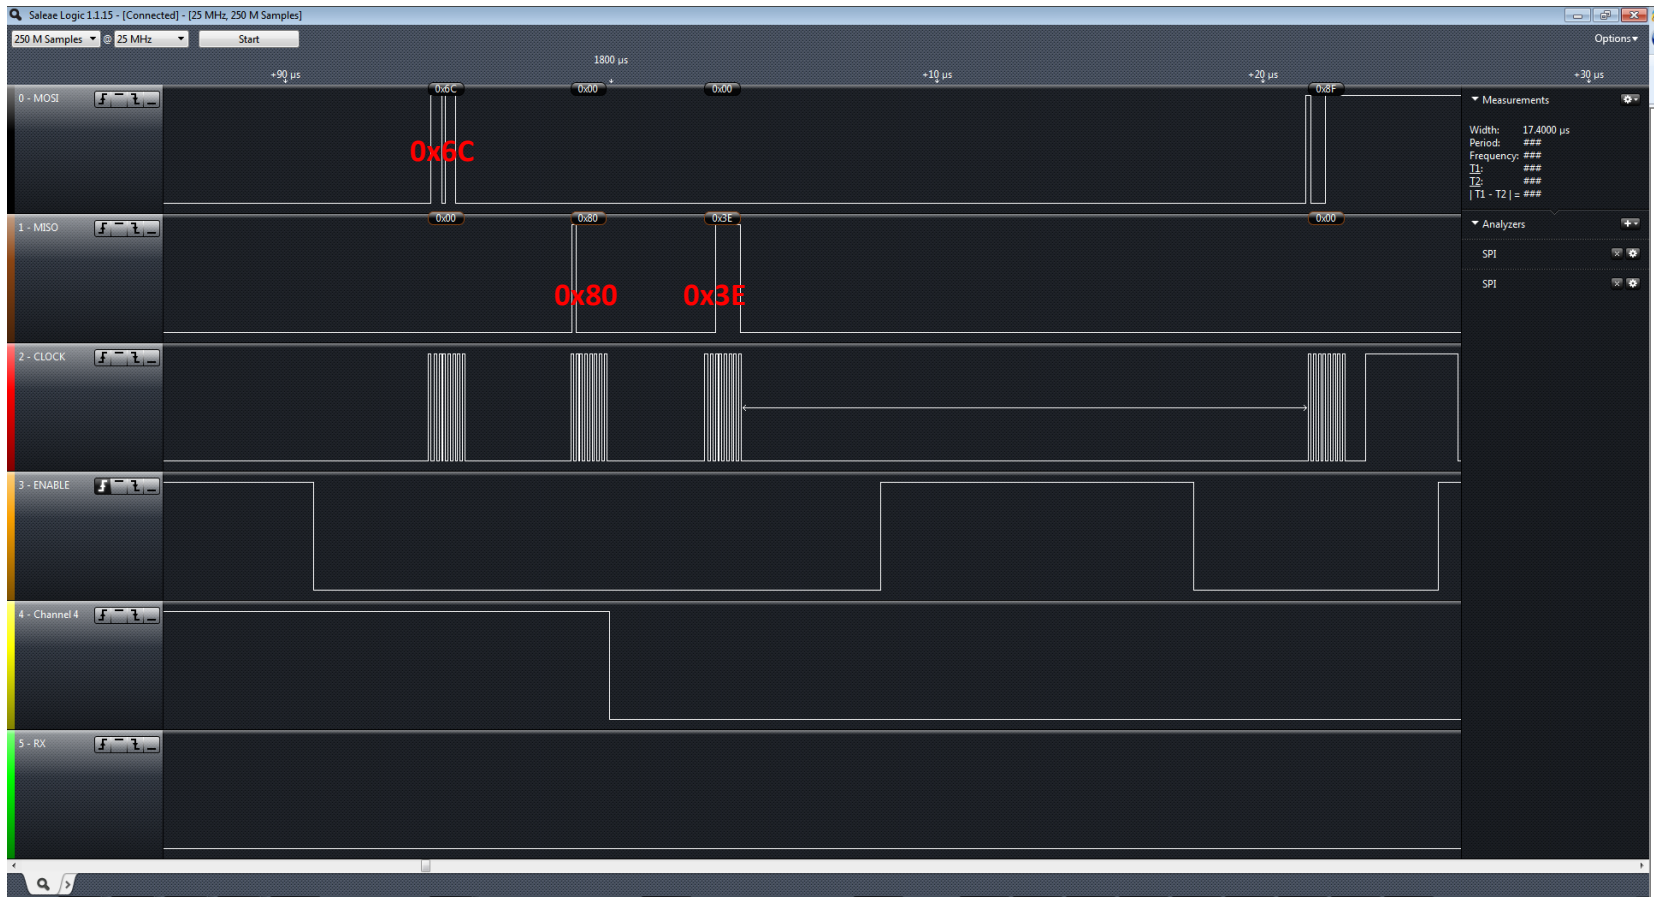 Saleae Logic 1.1.15 - [Connected] - [25 MHz, 250 M Samples]
250 M Samples @ 25 MHz Start Options
1800 µs
+90 µs +10 µs +20 µs +30 µs
0 - MOSI 0x6C 0x00 0x00 0x8F
0x6C
Measurements
Width: 17.4000 µs
Period: ###
Frequency: ###
T1: ###
T2: ###
| T1 - T2 | = ###
1 - MISO 0x00 0x80 0x3E 0x00
0x80 0x3E
Analyzers
SPI
SPI
2 - CLOCK
3 - ENABLE
4 - Channel 4
5 - RX